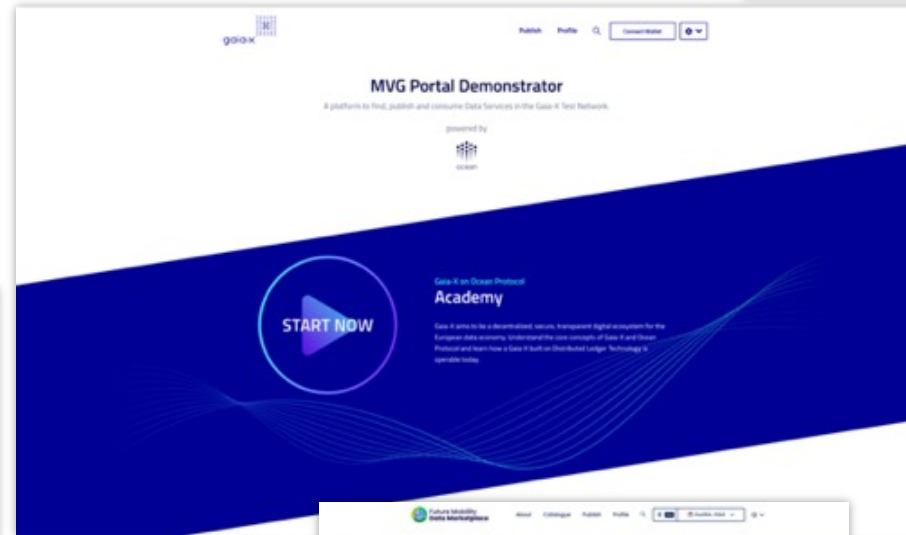 gaia-x
Publish Profile Connect Wallet
MVG Portal Demonstrator
A platform to find, publish and consume Data Services in the Gaia-X Test Network.
powered by
ocean
START NOW
Gaia-X on Ocean Protocol
Academy
Gaia-X aims to be a decentralized, secure, transparent digital ecosystem for the
European data economy. Understand the core concepts of Gaia-X and Ocean
Protocol and learn how a Gaia-X built on Distributed Ledger Technology is
operable today.
Future Mobility
Data Marketplace
About Catalogue Publish Profile